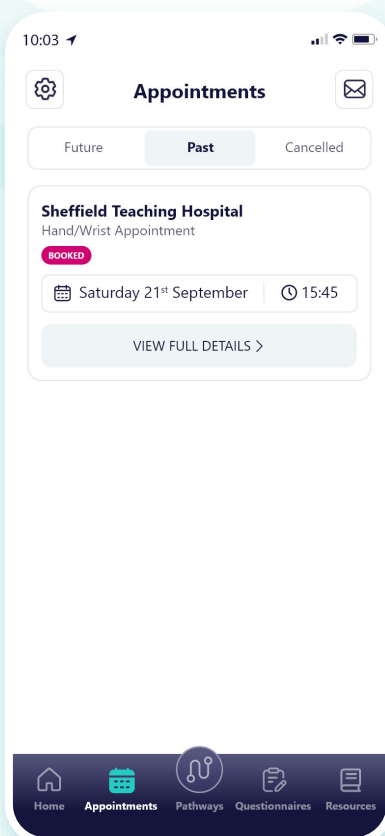 10:03
Appointments
Future Past Cancelled
Sheffield Teaching Hospital
Hand/Wrist Appointment
BOOKED
Saturday 21st September 15:45
VIEW FULL DETAILS >
Home Appointments Pathways Questionnaires Resources